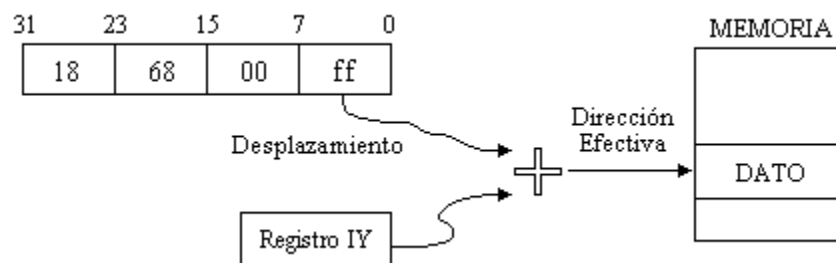 31 23 15 7 0
MEMORIA
18 68 00 ff
Desplazamiento
Dirección
Efectiva
DATO
Registro IY